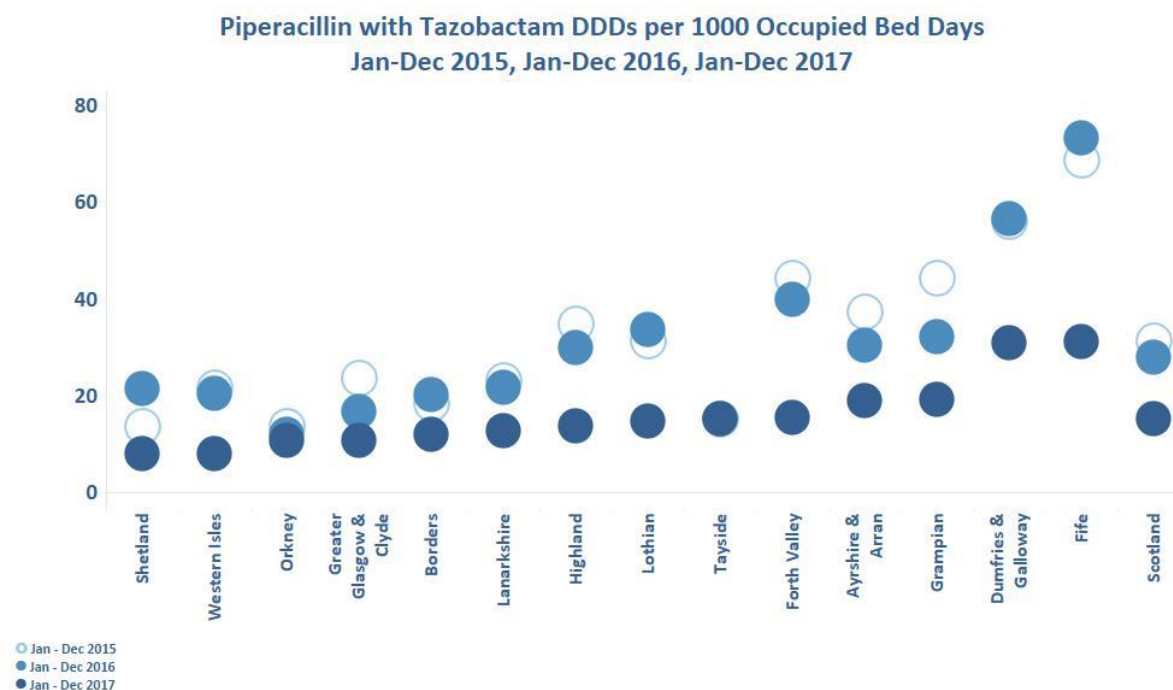 Piperacillin with Tazobactam DDDs per 1000 Occupied Bed Days
Jan-Dec 2015, Jan-Dec 2016, Jan-Dec 2017
80
60
40
20
0
Shetland
Western Isles
Orkney
Greater
Glasgow &
Clyde
Borders
Lanarkshire
Highland
Lothian
Tayside
Forth Valley
Ayrshire &
Arran
Grampian
Dumfries &
Galloway
Fife
Scotland
Jan - Dec 2015
Jan - Dec 2016
Jan - Dec 2017